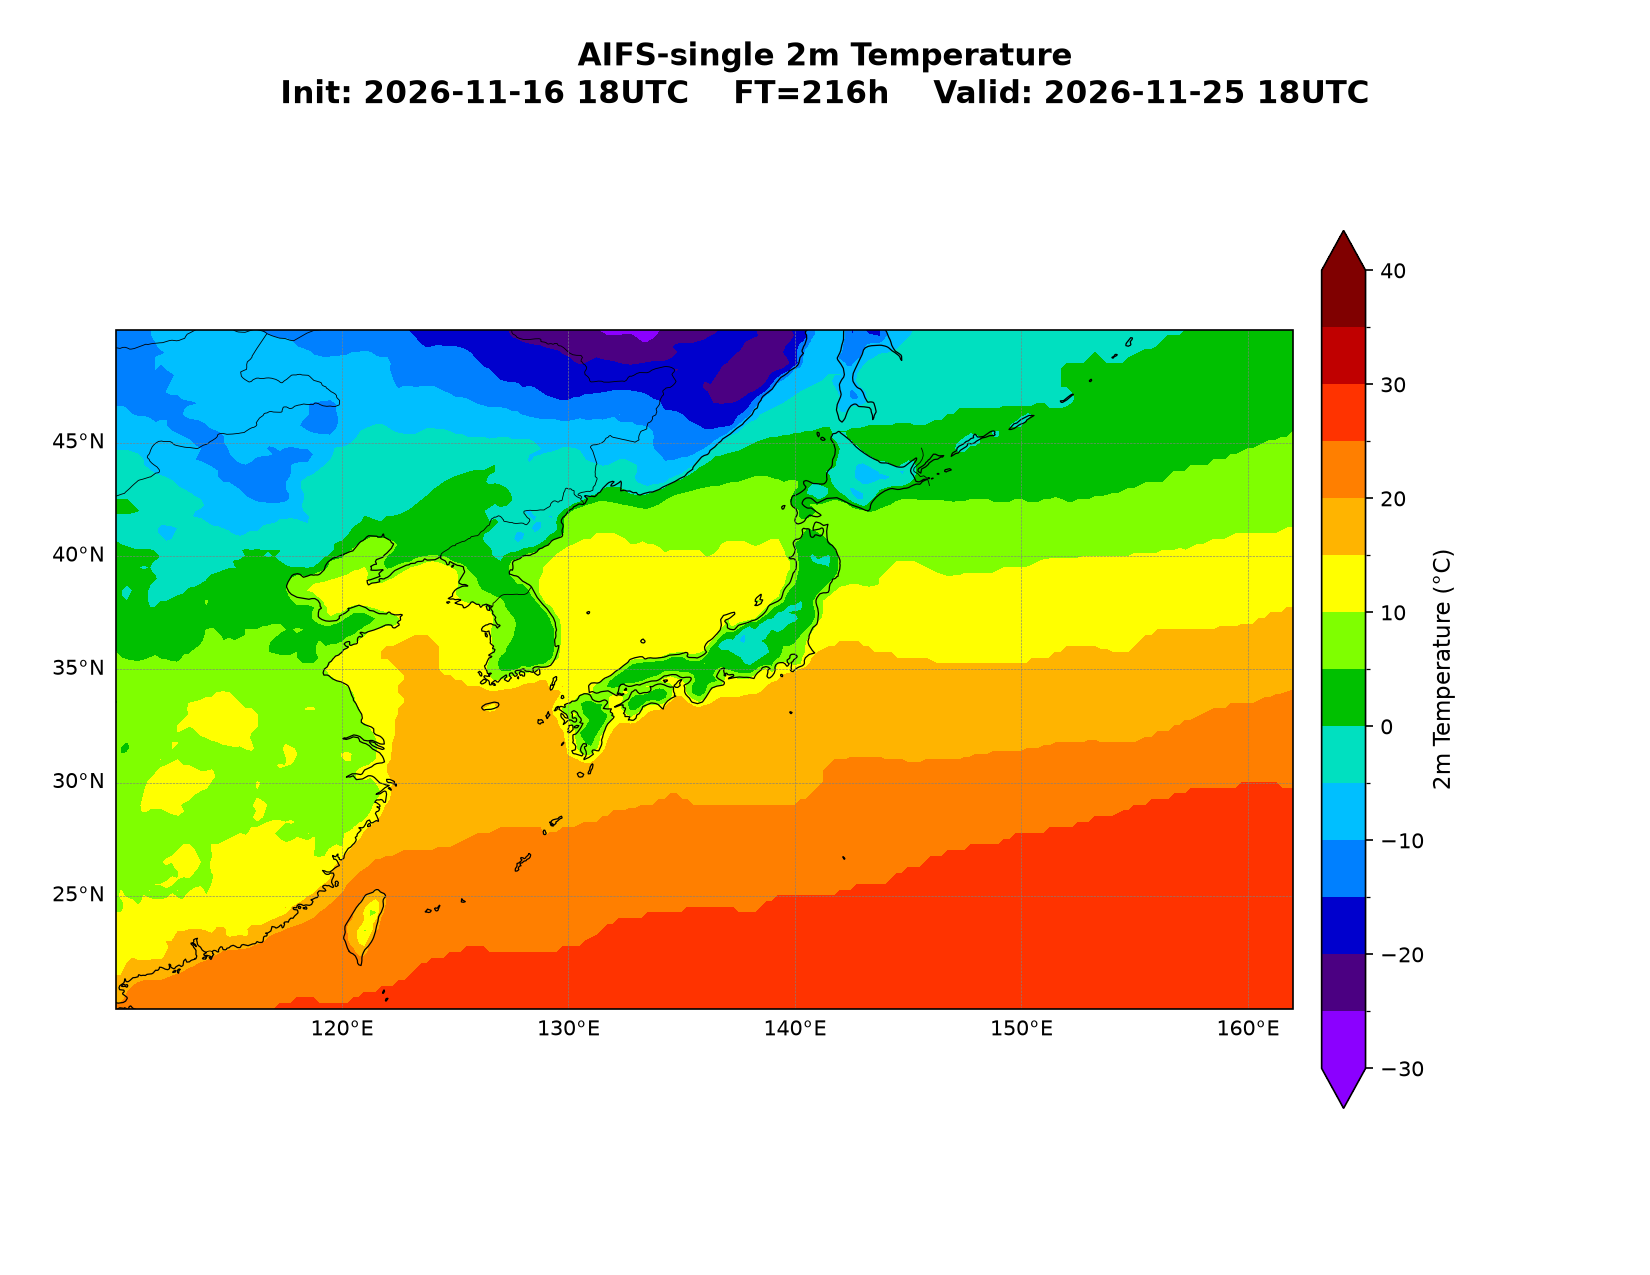 AIFS-single 2m Temperature
Init: 2026-11-16 18UTC    FT=216h    Valid: 2026-11-25 18UTC
45°N
40°N
35°N
30°N
25°N
120°E
130°E
140°E
150°E
160°E
40
30
20
10
0
−10
−20
−30
2m Temperature (°C)